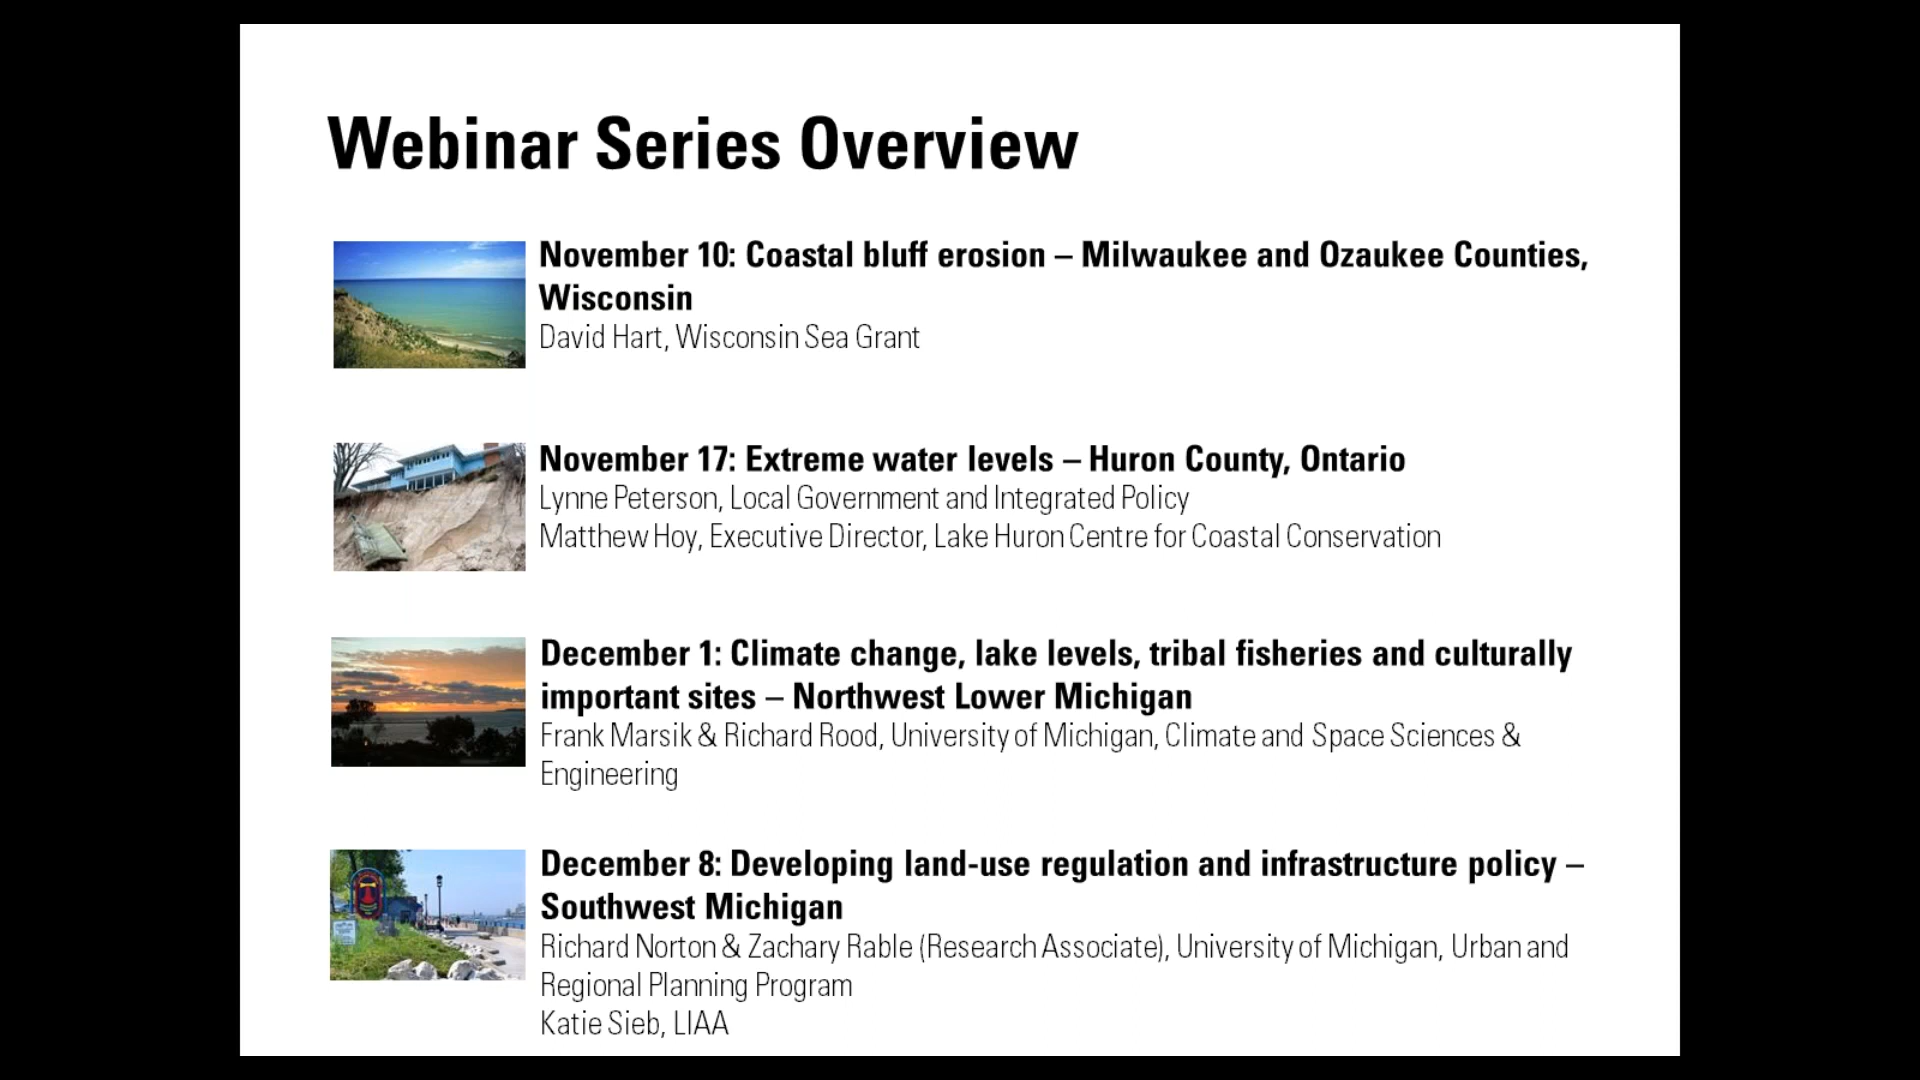 Webinar Series Overview
November 10: Coastal bluff erosion – Milwaukee and Ozaukee Counties,
Wisconsin
David Hart, Wisconsin Sea Grant
November 17: Extreme water levels – Huron County, Ontario
Lynne Peterson, Local Government and Integrated Policy
Matthew Hoy, Executive Director, Lake Huron Centre for Coastal Conservation
December 1: Climate change, lake levels, tribal fisheries and culturally
important sites – Northwest Lower Michigan
Frank Marsik & Richard Rood, University of Michigan, Climate and Space Sciences &
Engineering
December 8: Developing land-use regulation and infrastructure policy –
Southwest Michigan
Richard Norton & Zachary Rable (Research Associate), University of Michigan, Urban and
Regional Planning Program
Katie Sieb, LIAA